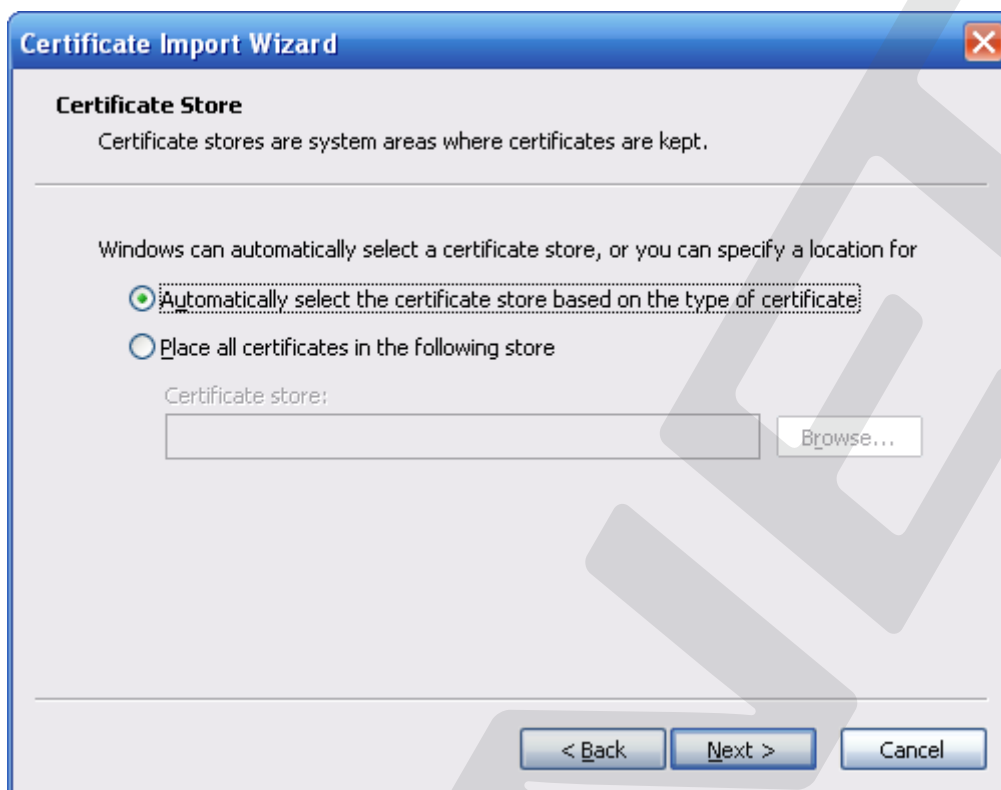 Certificate Import Wizard
Certificate Store
Certificate stores are system areas where certificates are kept.
Windows can automatically select a certificate store, or you can specify a location for
Automatically select the certificate store based on the type of certificate
Place all certificates in the following store
Certificate store:
Browse...
< Back Next > Cancel